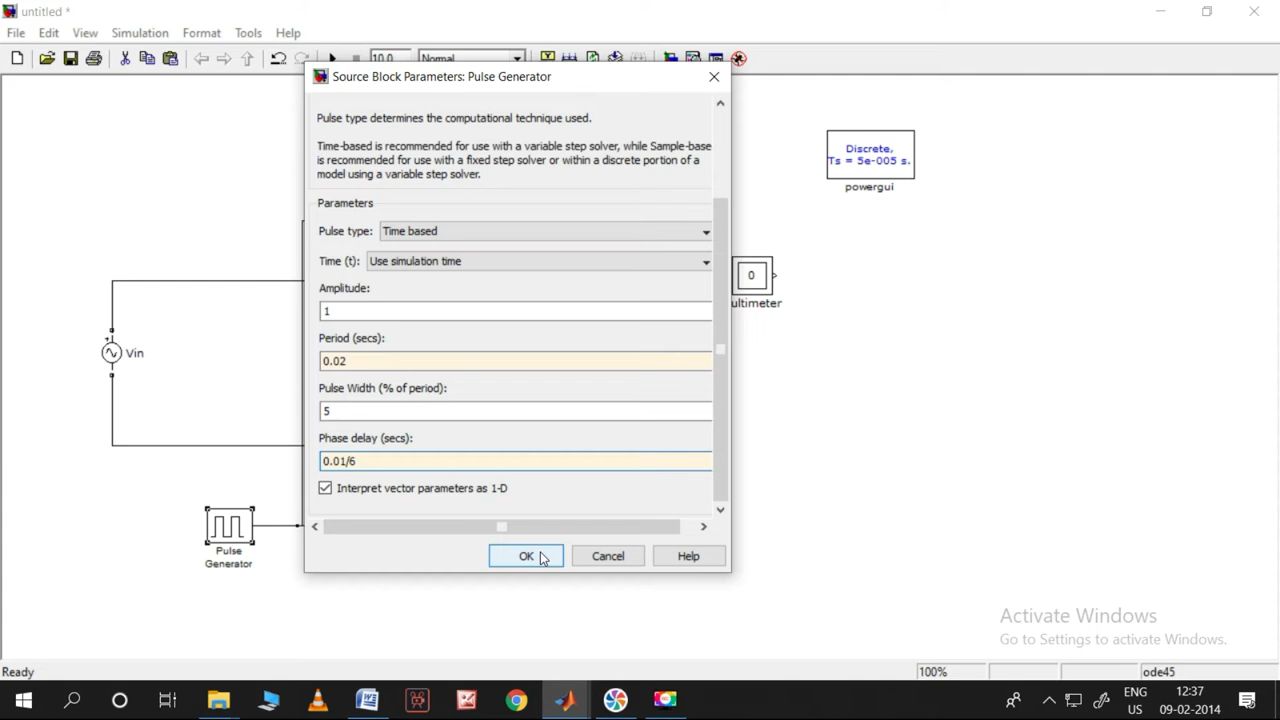 untitled *
File Edit View Simulation Format Tools Help
10.0 Normal
Source Block Parameters: Pulse Generator
Pulse type determines the computational technique used.
Time-based is recommended for use with a variable step solver, while Sample-base
is recommended for use with a fixed step solver or within a discrete portion of a
model using a variable step solver.
Parameters
Pulse type: Time based
Time (t): Use simulation time
Amplitude:
1
Period (secs):
0.02
Pulse Width (% of period):
5
Phase delay (secs):
0.01/6
Interpret vector parameters as 1-D
OK Cancel Help
Discrete,
Ts = 5e-005 s.
powergui
0
ultimeter
Vin
Pulse
Generator
Activate Windows
Go to Settings to activate Windows.
Ready 100% ode45
ENG
US
12:37
09-02-2014